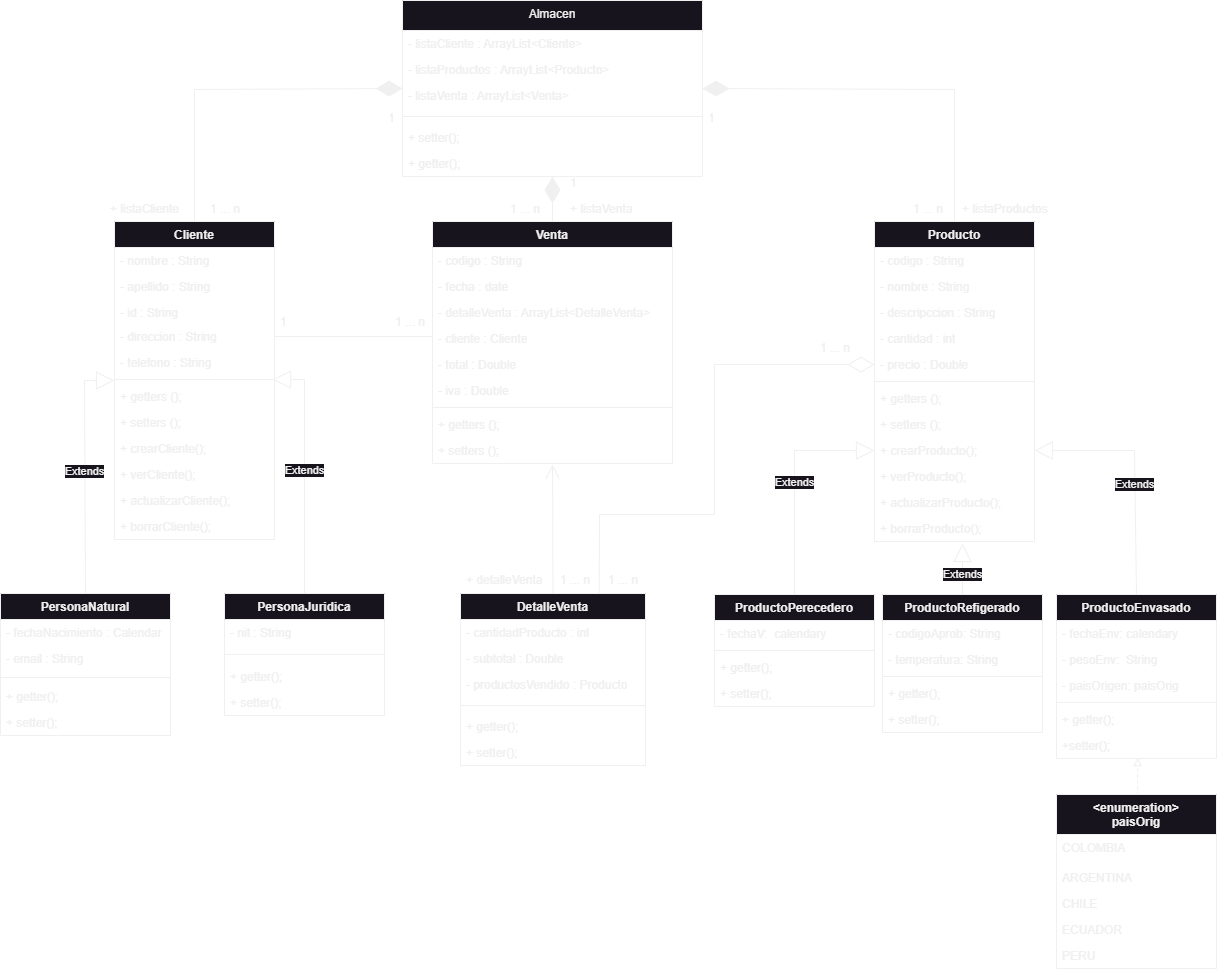 Almacen
- listaCliente : ArrayList<Cliente>
- listaProductos : ArrayList<Producto>
- listaVenta : ArrayList<Venta>
+ setter();
+ getter();
1
1
1
+ listaCliente
1 ... n
1 ... n
+ listaVenta
1 ... n
+ listaProductos
Cliente
- nombre : String
- apellido : String
- id : String
- direccion : String
- telefono : String
+ getters ();
+ setters ();
+ crearCliente();
+ verCliente();
+ actualizarCliento();
+ borrarCliente();
1
1 ... n
Venta
- codigo : String
- fecha : date
- detalleVenta : ArrayList<DetalleVenta>
- cliente : Cliente
- total : Double
- iva : Double
+ getters ();
+ setters ();
1 ... n
Producto
- codigo : String
- nombre : String
- descripccion : String
- cantidad : int
- precio : Double
+ getters ();
+ setters ();
+ crearProducto();
+ verProducto();
+ actualizarProducto();
+ borrarProducto();
Extends
Extends
Extends
Extends
Extends
+ detalleVenta
1 ... n
1 ... n
PersonaNatural
- fechaNacimiento : Calendar
- email : String
+ getter();
+ setter();
PersonaJuridica
- nit : String
+ getter();
+ setter();
DetalleVenta
- cantidadProducto : int
- subtotal : Double
- productosVendido : Producto
+ getter();
+ setter();
ProductoPerecedero
- fechaV: calendary
+ getter();
+ setter();
ProductoRefigerado
- codigoAprob: String
- temperatura: String
+ getter();
+ setter();
ProductoEnvasado
- fechaEnv: calendary
- pesoEnv: String
- paisOrigen: paisOrig
+ getter();
+setter();
<enumeration>
paisOrig
COLOMBIA
ARGENTINA
CHILE
ECUADOR
PERU